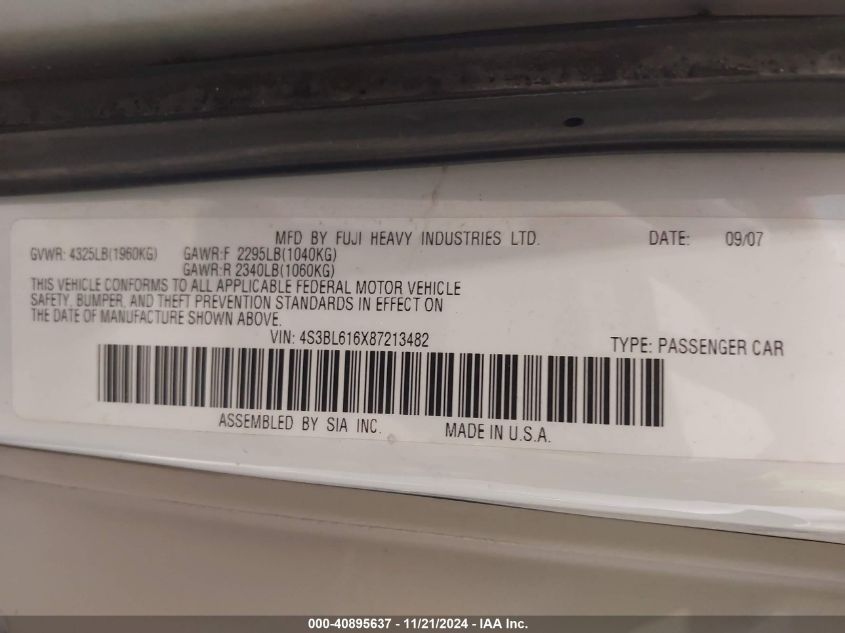 MFD BY FUJI HEAVY INDUSTRIES LTD. DATE: 09/07
GVWR: 4325LB(1960KG) GAWR:F 2295LB(1040KG)
GAWR:R 2340LB(1060KG)
THIS VEHICLE CONFORMS TO ALL APPLICABLE FEDERAL MOTOR VEHICLE
SAFETY, BUMPER, AND THEFT PREVENTION STANDARDS IN EFFECT ON
THE DATE OF MANUFACTURE SHOWN ABOVE.
VIN: 4S3BL616X87213482 TYPE: PASSENGER CAR
ASSEMBLED BY SIA INC. MADE IN U.S.A.
000-40895637 - 11/21/2024 - IAA Inc.